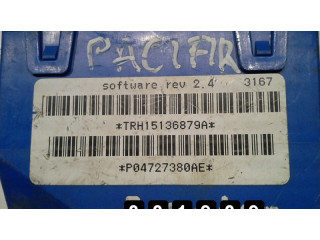 PACIFIR
software rev 2.4 3167
*TRH15136879A*
*P04727380AE*